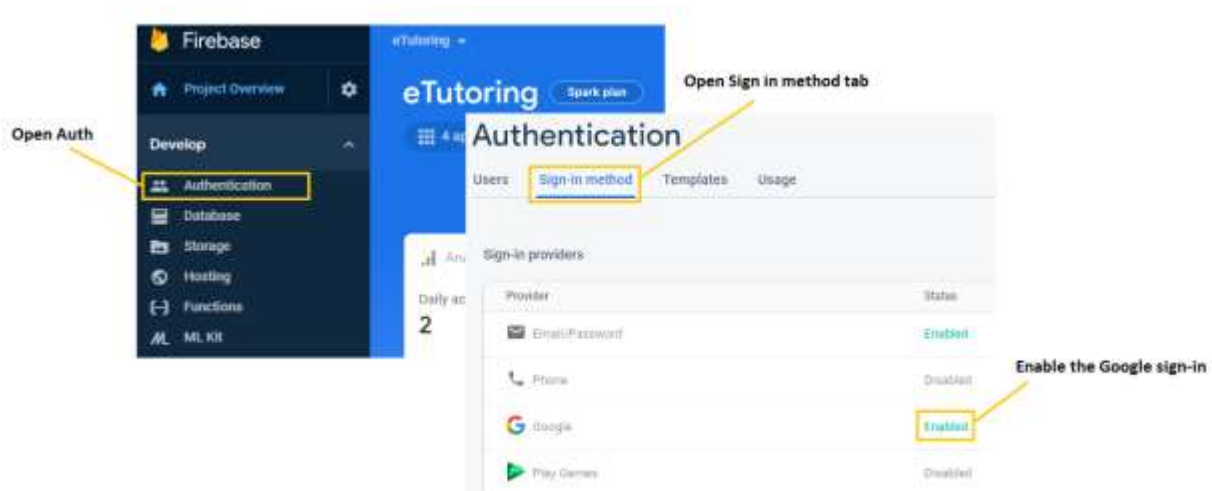 Firebase
Project Overview
Develop
Authentication
Database
Storage
Hosting
Functions
ML Kit
eTutoring
eTutoring Spark plan
4 ap
Daily ac
2
Open Auth
Open Sign in method tab
Authentication
Users Sign-in method Templates Usage
Sign-in providers
Provider Status
Email/Password Enabled
Phone Disabled
Google Enabled
Play Games Disabled
Enable the Google sign-in